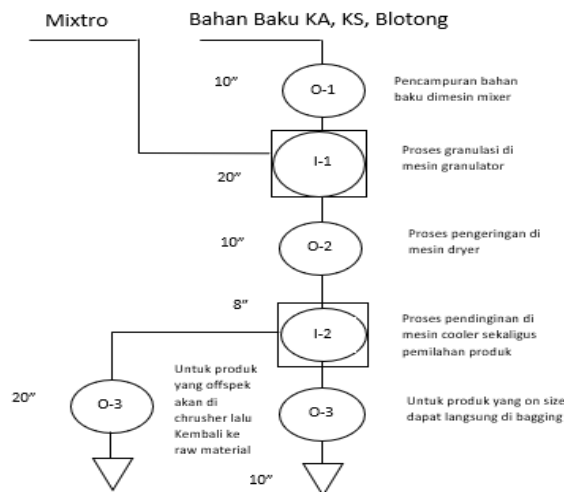 Mixtro
Bahan Baku KA, KS, Blotong
10”
O-1
Pencampuran bahan
baku dimesin mixer
I-1
Proses granulasi di
mesin granulator
20”
10”
O-2
Proses pengeringan di
mesin dryer
8”
I-2
Proses pendinginan di
mesin cooler sekaligus
pemilahan produk
20”
O-3
Untuk produk
yang offspek
akan di
chrusher lalu
Kembali ke
raw material
O-3
Untuk produk yang on size
dapat langsung di bagging
10”